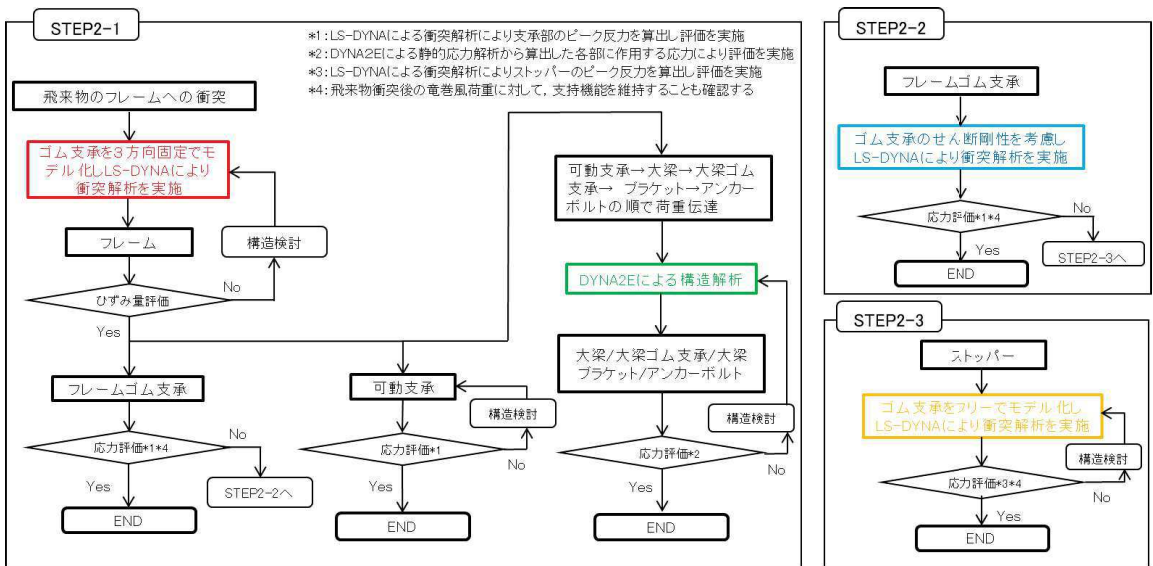 STEP2-1
*1:LS-DYNAによる衝突解析により支承部のピーク反力を算出し評価を実施
*2:DYNA2Eによる静的応力解析から算出した各部に作用する応力により評価を実施
*3:LS-DYNAによる衝突解析によりストッパーのピーク反力を算出し評価を実施
*4:飛来物衝突後の竜巻風荷重に対して,支持機能を維持することも確認する
飛来物のフレームへの衝突
ゴム支承を3方向固定でモ
デル化しLS-DYNAにより
衝突解析を実施
フレーム
構造検討
ひずみ量評価
No
Yes
フレームゴム支承
応力評価*1*4
No
STEP2-2へ
Yes
END
可動支承
構造検討
応力評価*1
No
Yes
END
可動支承→大梁→大梁ゴム
支承→ ブラケット→アンカー
ボルトの順で荷重伝達
DYNA2Eによる構造解析
大梁/大梁ゴム支承/大梁
ブラケット/アンカーボルト
構造検討
応力評価*2
No
Yes
END
STEP2-2
フレームゴム支承
ゴム支承のせん断剛性を考慮し
LS-DYNAにより衝突解析を実施
応力評価*1*4
No
Yes
STEP2-3へ
END
STEP2-3
ストッパー
ゴム支承をフリーでモデル化し
LS-DYNAにより衝突解析を実施
構造検討
応力評価*3*4
No
Yes
END